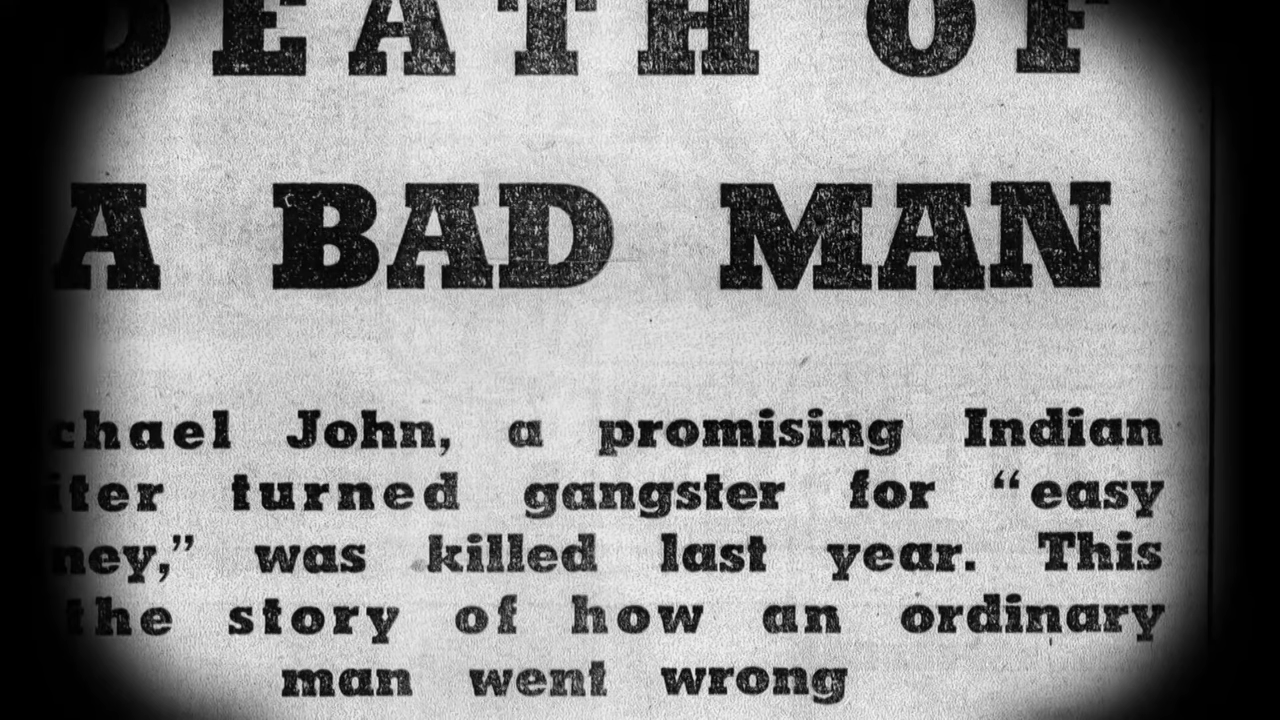 DEATH OF
A BAD MAN
chael John, a promising Indian
iter turned gangster for “easy
ney,” was killed last year. This
the story of how an ordinary
man went wrong